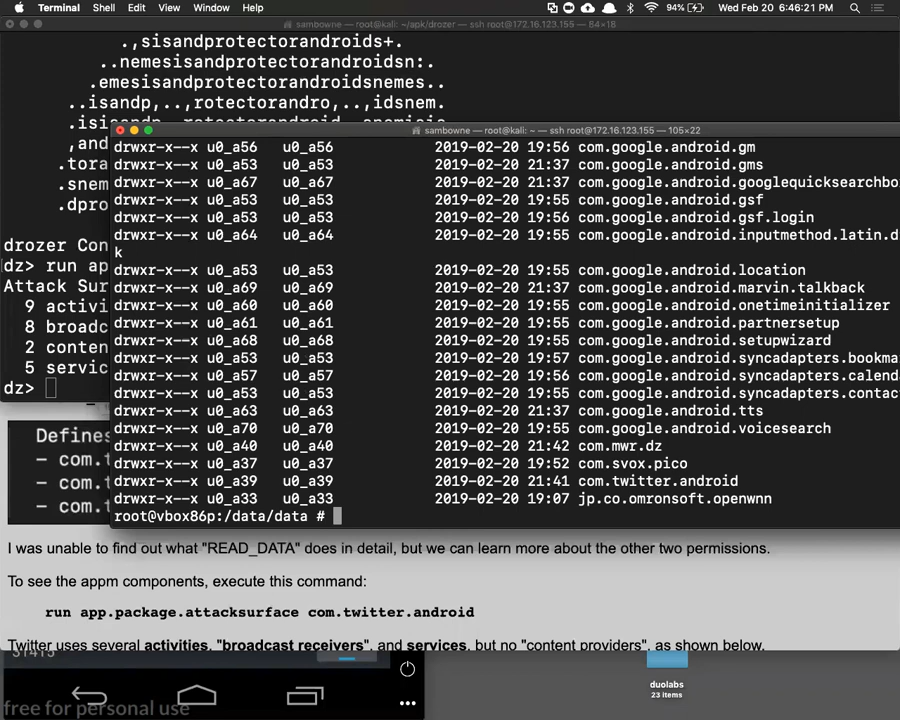 Terminal Shell Edit View Window Help 94% Wed Feb 20 6:46:21 PM
sambowne — root@kali: ~/apk/drozer — ssh root@172.16.123.155 — 84×18
.,sisandprotectorandroids+.
..nemesisandprotectorandroidsn:.
.emesisandprotectorandroidsnemes..
..isandp,..,rotectorandro,..,idsnem.
.isi
,and
.tora
.snem
.dpro
drozer Con
dz> run ap
Attack Sur
9 activi
8 broadc
2 conten
5 servic
dz>
sambowne — root@kali: ~ — ssh root@172.16.123.155 — 105×22
drwxr-x--x u0_a56 u0_a56 2019-02-20 19:56 com.google.android.gm
drwxr-x--x u0_a53 u0_a53 2019-02-20 21:37 com.google.android.gms
drwxr-x--x u0_a67 u0_a67 2019-02-20 21:37 com.google.android.googlequicksearchbo
drwxr-x--x u0_a53 u0_a53 2019-02-20 19:55 com.google.android.gsf
drwxr-x--x u0_a53 u0_a53 2019-02-20 19:56 com.google.android.gsf.login
drwxr-x--x u0_a64 u0_a64 2019-02-20 19:55 com.google.android.inputmethod.latin.d
k
drwxr-x--x u0_a53 u0_a53 2019-02-20 19:55 com.google.android.location
drwxr-x--x u0_a69 u0_a69 2019-02-20 21:37 com.google.android.marvin.talkback
drwxr-x--x u0_a60 u0_a60 2019-02-20 19:55 com.google.android.onetimeinitializer
drwxr-x--x u0_a61 u0_a61 2019-02-20 19:55 com.google.android.partnersetup
drwxr-x--x u0_a68 u0_a68 2019-02-20 19:55 com.google.android.setupwizard
drwxr-x--x u0_a53 u0_a53 2019-02-20 19:57 com.google.android.syncadapters.bookma
drwxr-x--x u0_a57 u0_a57 2019-02-20 19:56 com.google.android.syncadapters.calend
drwxr-x--x u0_a53 u0_a53 2019-02-20 19:55 com.google.android.syncadapters.contac
drwxr-x--x u0_a63 u0_a63 2019-02-20 21:37 com.google.android.tts
drwxr-x--x u0_a70 u0_a70 2019-02-20 19:55 com.google.android.voicesearch
drwxr-x--x u0_a40 u0_a40 2019-02-20 21:42 com.mwr.dz
drwxr-x--x u0_a37 u0_a37 2019-02-20 19:52 com.svox.pico
drwxr-x--x u0_a39 u0_a39 2019-02-20 21:41 com.twitter.android
drwxr-x--x u0_a33 u0_a33 2019-02-20 19:07 jp.co.omronsoft.openwnn
root@vbox86p:/data/data #
Defines
- com.t
- com.t
- com.t
I was unable to find out what "READ_DATA" does in detail, but we can learn more about the other two permissions.
To see the appm components, execute this command:
run app.package.attacksurface com.twitter.android
Twitter uses several activities, "broadcast receivers", and services, but no "content providers", as shown below.
31415
free for personal use
duolabs
23 items